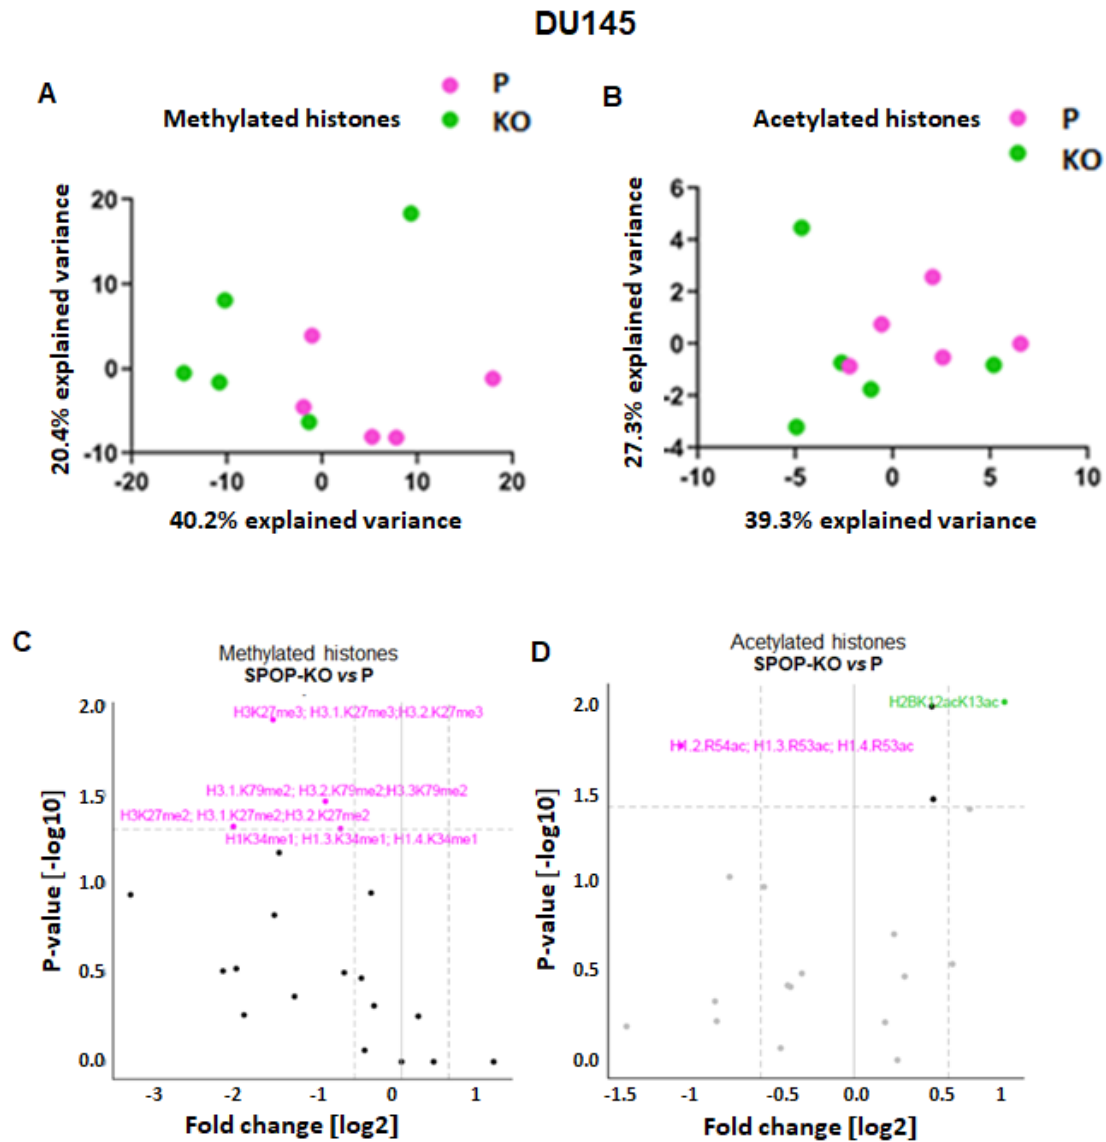 DU145
A
Methylated histones
P
KO
20.4% explained variance
20
10
0
-10
-20
-10
0
10
20
40.2% explained variance
B
Acetylated histones
P
KO
27.3% explained variance
6
4
2
0
-2
-4
-10
-5
0
5
10
39.3% explained variance
C
Methylated histones
SPOP-KO vs P
P-value [-log10]
2.0
1.5
1.0
0.5
0.0
H3K27me3; H3.1.K27me3;H3.2.K27me3
H3.1.K79me2; H3.2.K79me2;H3.3K79me2
H3K27me2; H3.1.K27me2;H3.2.K27me2
H1K34me1; H1.3.K34me1; H1.4.K34me1
-3
-2
-1
0
1
Fold change [log2]
D
Acetylated histones
SPOP-KO vs P
P-value [-log10]
2.0
1.5
1.0
0.5
0.0
H2BK12acK13ac
H1.2.R54ac; H1.3.R53ac; H1.4.R53ac
-1.5
-1
-0.5
0.0
0.5
1
Fold change [log2]